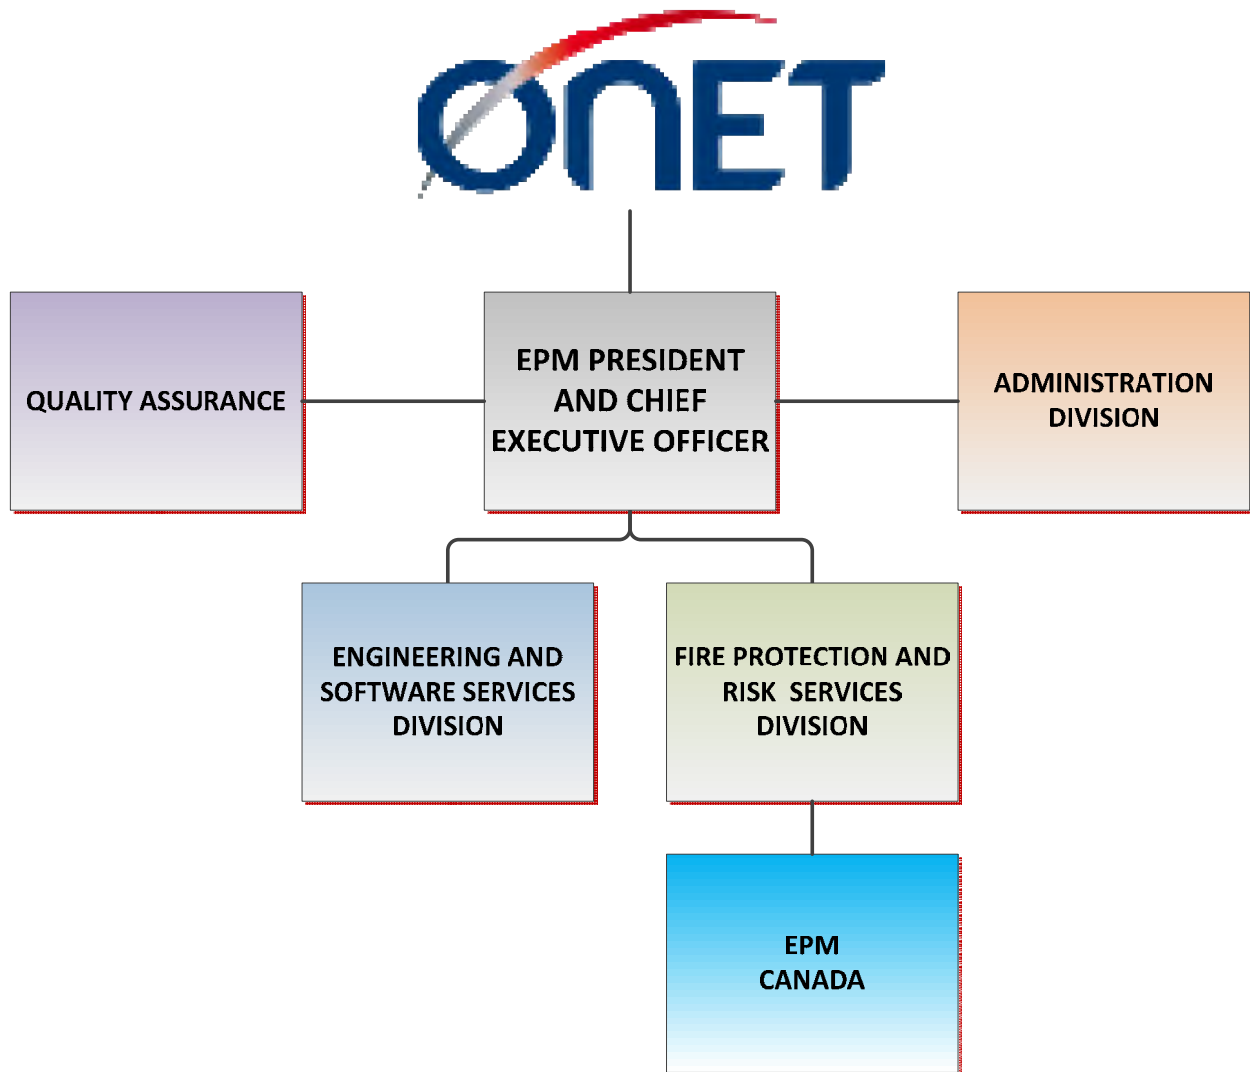 ONET
QUALITY ASSURANCE
EPM PRESIDENT
AND CHIEF
EXECUTIVE OFFICER
ADMINISTRATION
DIVISION
ENGINEERING AND
SOFTWARE SERVICES
DIVISION
FIRE PROTECTION AND
RISK SERVICES
DIVISION
EPM
CANADA